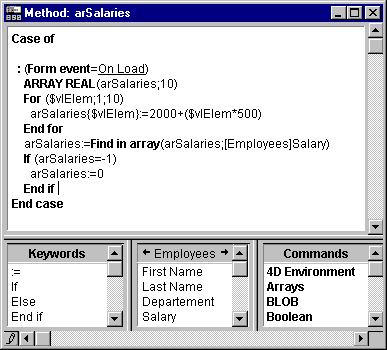 Method: arSalaries
Case of
: (Form event=On Load)
ARRAY REAL(arSalaries;10)
For ($vlElem;1;10)
arSalaries{$vlElem}:=2000+($vlElem*500)
End for
arSalaries:=Find in array(arSalaries;[Employees]Salary)
If (arSalaries=-1)
arSalaries:=0
End if
End case
Keywords
:=
If
Else
End if
Employees
First Name
Last Name
Departement
Salary
Commands
4D Environment
Arrays
BLOB
Boolean